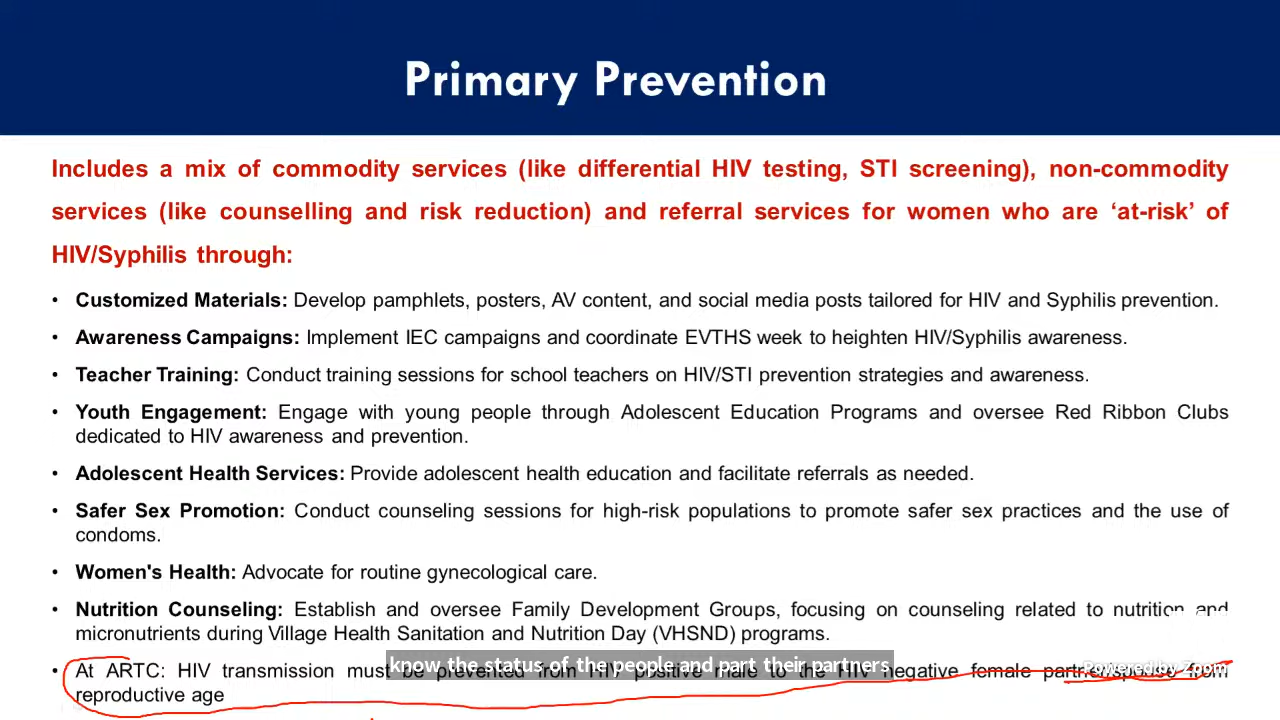 Primary Prevention
Includes a mix of commodity services (like differential HIV testing, STI screening), non-commodity
services (like counselling and risk reduction) and referral services for women who are ‘at-risk’ of
HIV/Syphilis through:
• Customized Materials: Develop pamphlets, posters, AV content, and social media posts tailored for HIV and Syphilis prevention.
• Awareness Campaigns: Implement IEC campaigns and coordinate EVTHS week to heighten HIV/Syphilis awareness.
• Teacher Training: Conduct training sessions for school teachers on HIV/STI prevention strategies and awareness.
• Youth Engagement: Engage with young people through Adolescent Education Programs and oversee Red Ribbon Clubs
dedicated to HIV awareness and prevention.
• Adolescent Health Services: Provide adolescent health education and facilitate referrals as needed.
• Safer Sex Promotion: Conduct counseling sessions for high-risk populations to promote safer sex practices and the use of
condoms.
• Women's Health: Advocate for routine gynecological care.
• Nutrition Counseling: Establish and oversee Family Development Groups, focusing on counseling related to nutrition and
micronutrients during Village Health Sanitation and Nutrition Day (VHSND) programs.
• At ARTC: HIV transmission must be prevented from HIV positive male to the HIV negative female partner/spouse from
reproductive age
know the status of the people and part their partners
Powered by Zoom